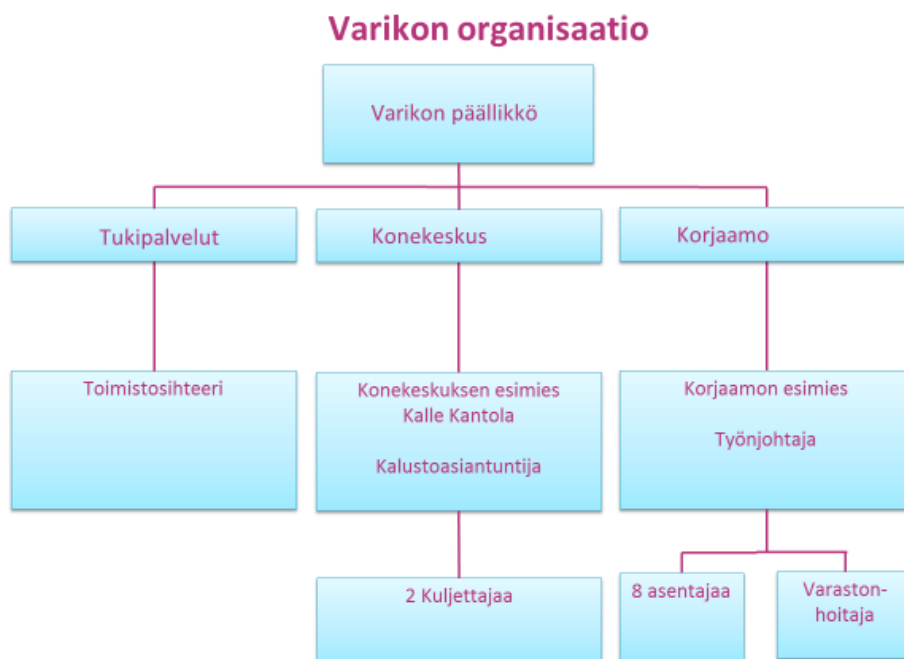 Varikon organisaatio
Varikon päällikkö
Tukipalvelut
Konekeskus
Korjaamo
Toimistosihteeri
Konekeskuksen esimies
Kalle Kantola
Kalustoasiantuntija
Korjaamon esimies
Työnjohtaja
2 Kuljettajaa
8 asentajaa
Varaston-
hoitaja